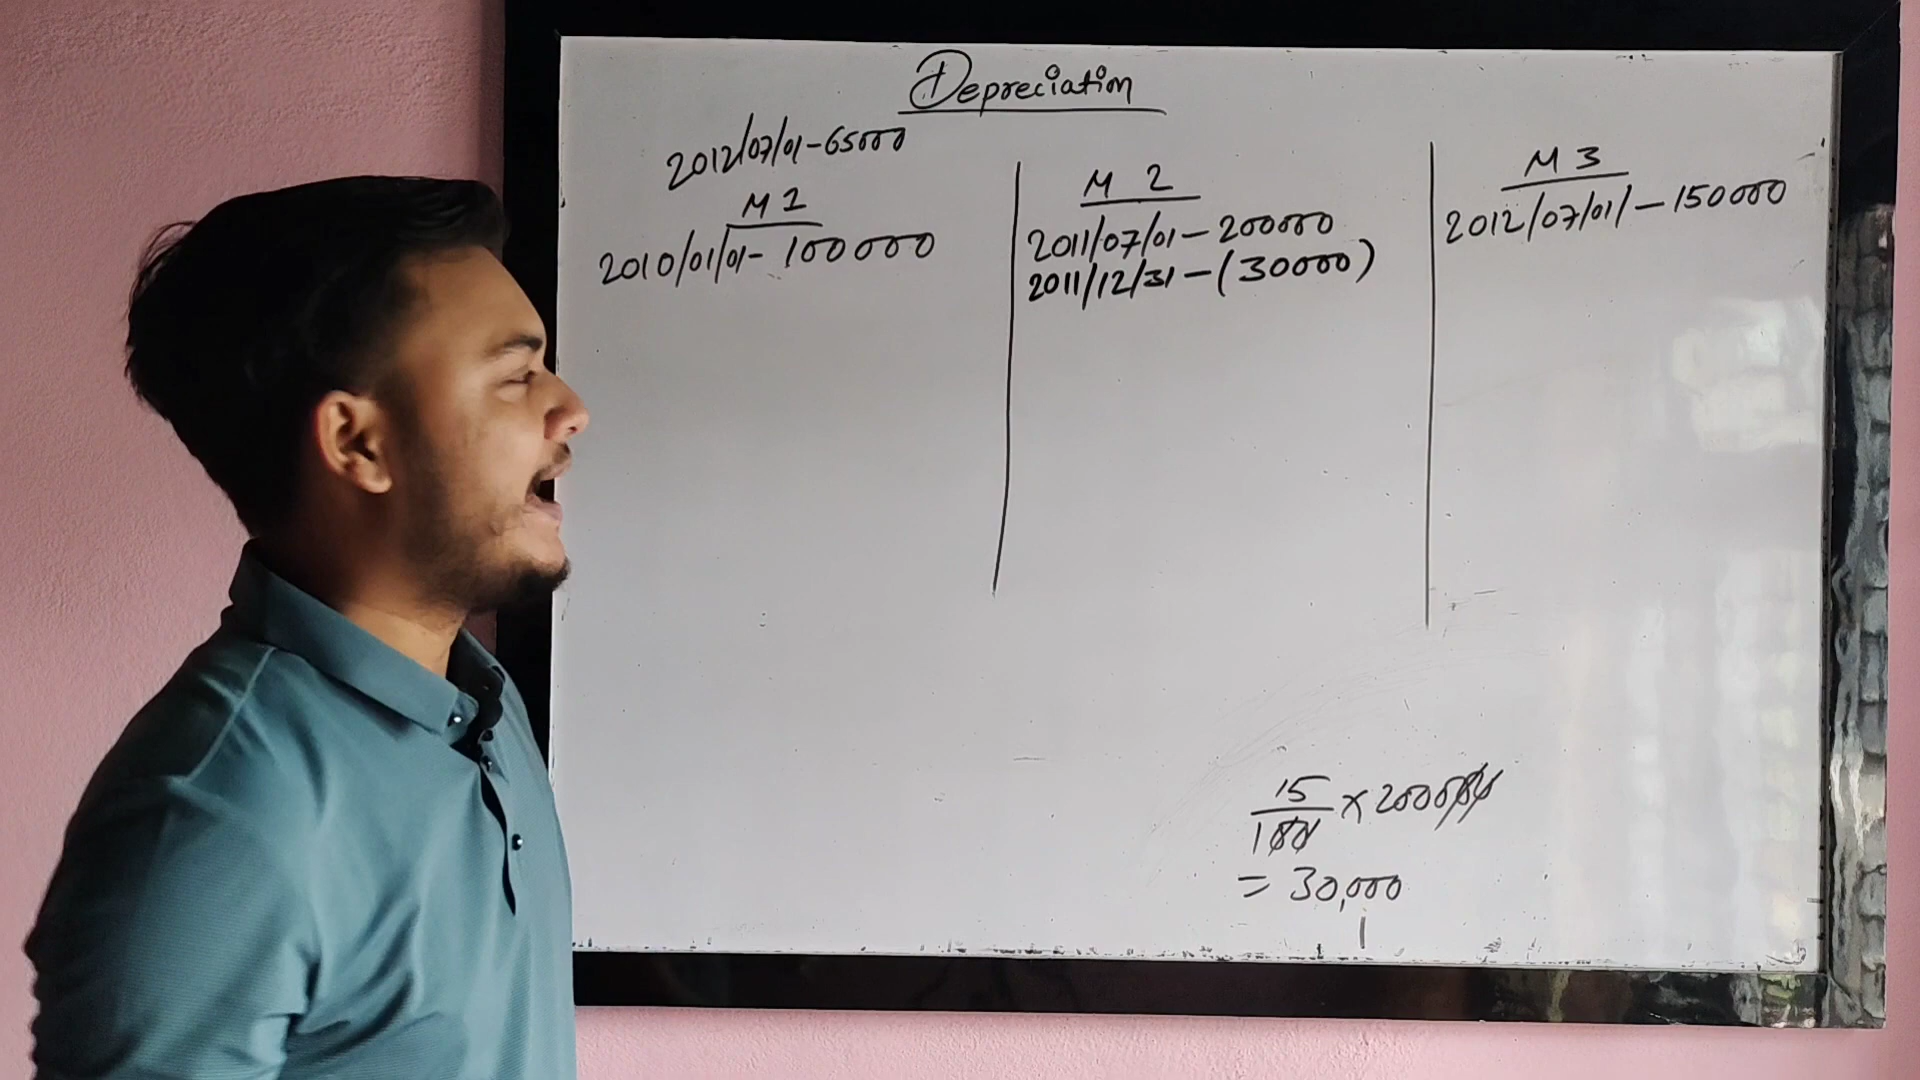 Depreciation
2012/07/01-65000
M 1
2010/01/01- 100000
M 2
2011/07/01-200000
2011/12/31-(30000)
M 3
2012/07/01/-150000
15
100
×200000
= 30,000